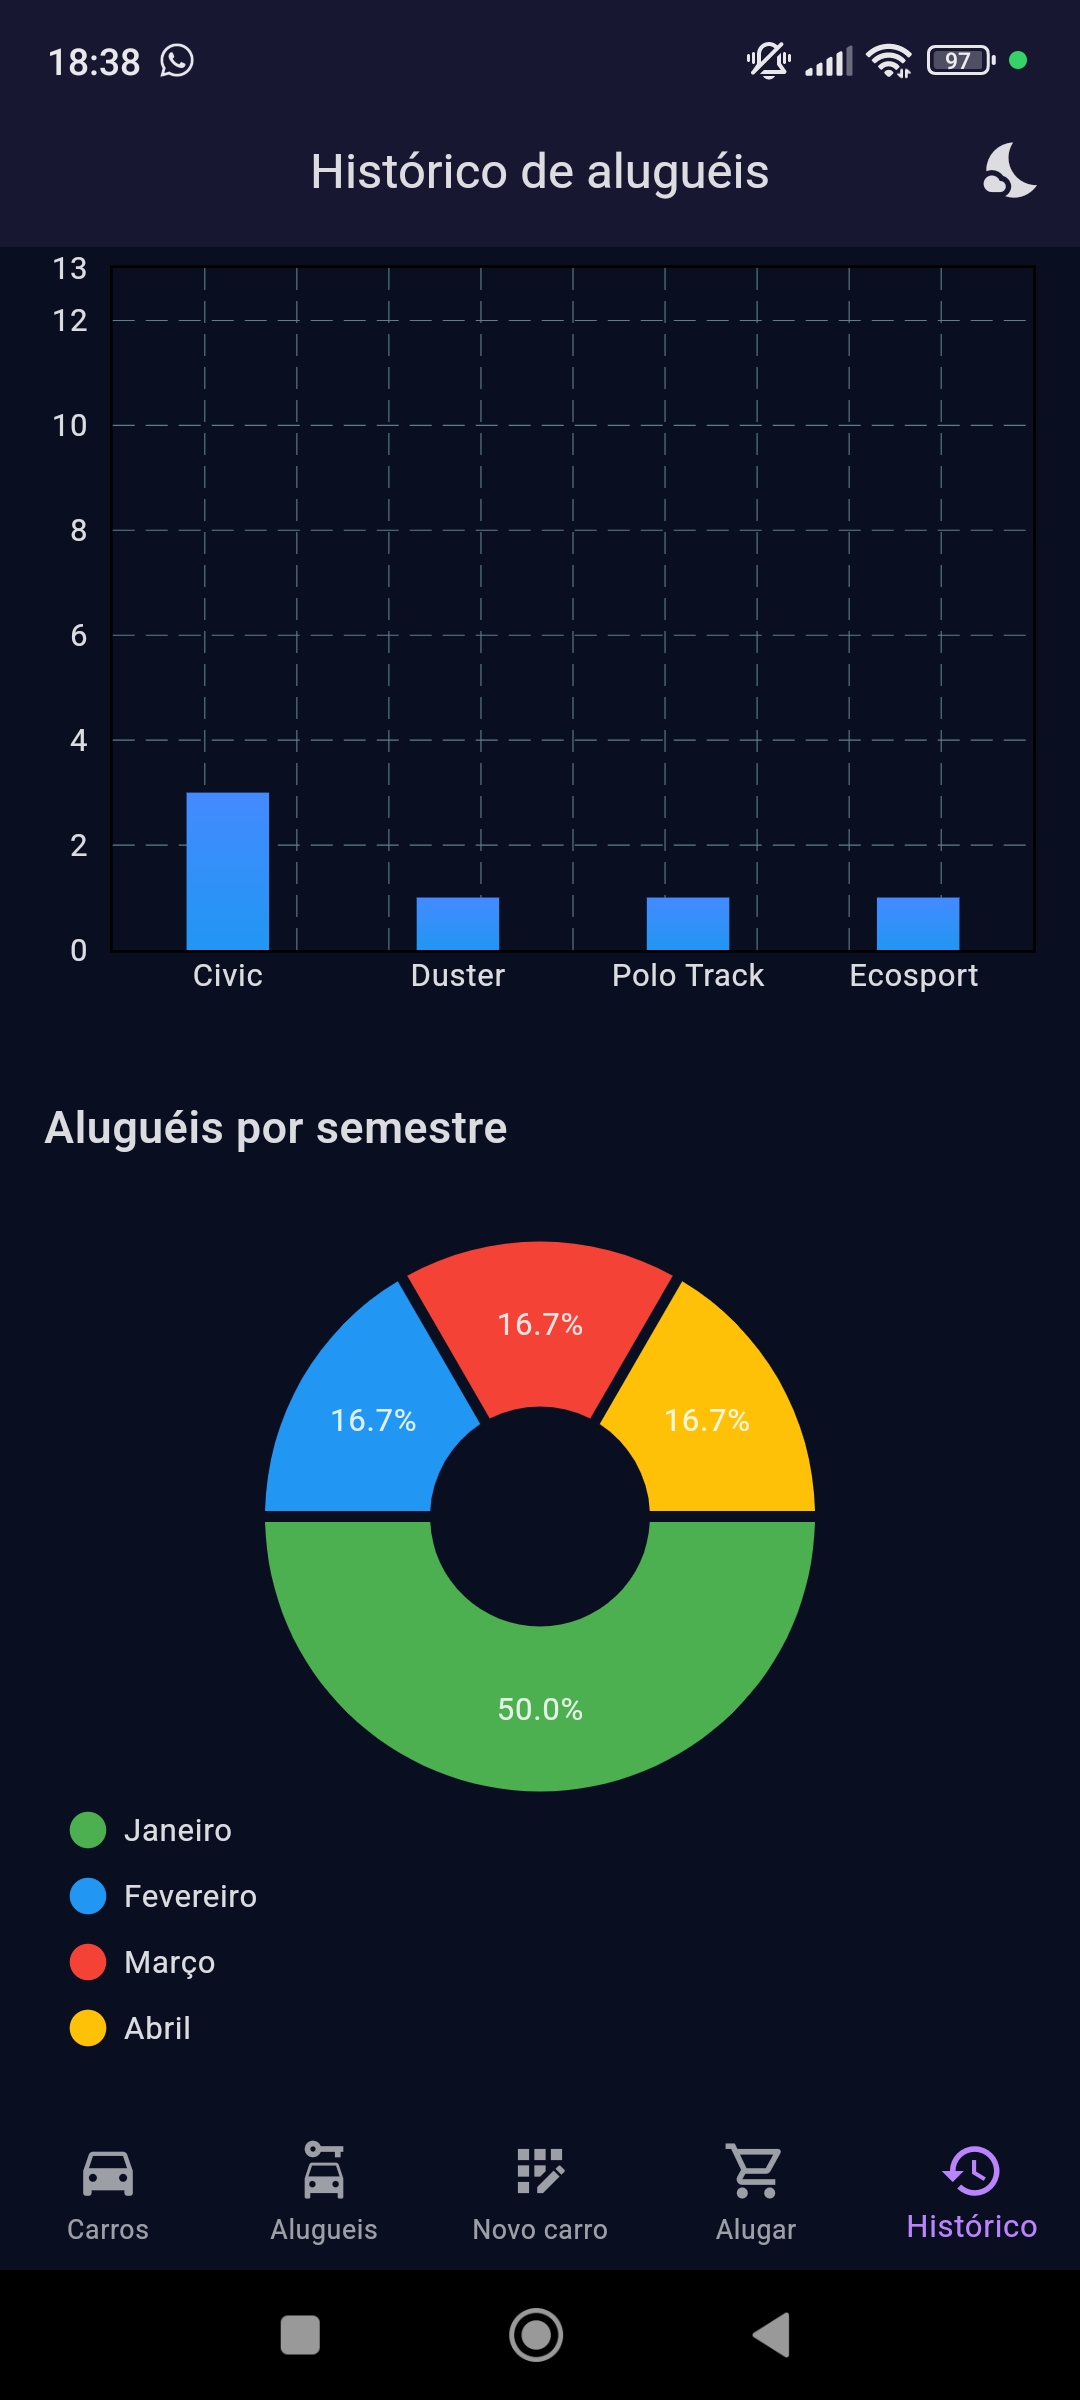 18:38
97
Histórico de aluguéis
13
12
10
8
6
4
2
0
Civic Duster Polo Track Ecosport
Aluguéis por semestre
16.7%
16.7% 16.7%
50.0%
Janeiro
Fevereiro
Março
Abril
Carros Alugueis Novo carro Alugar Histórico